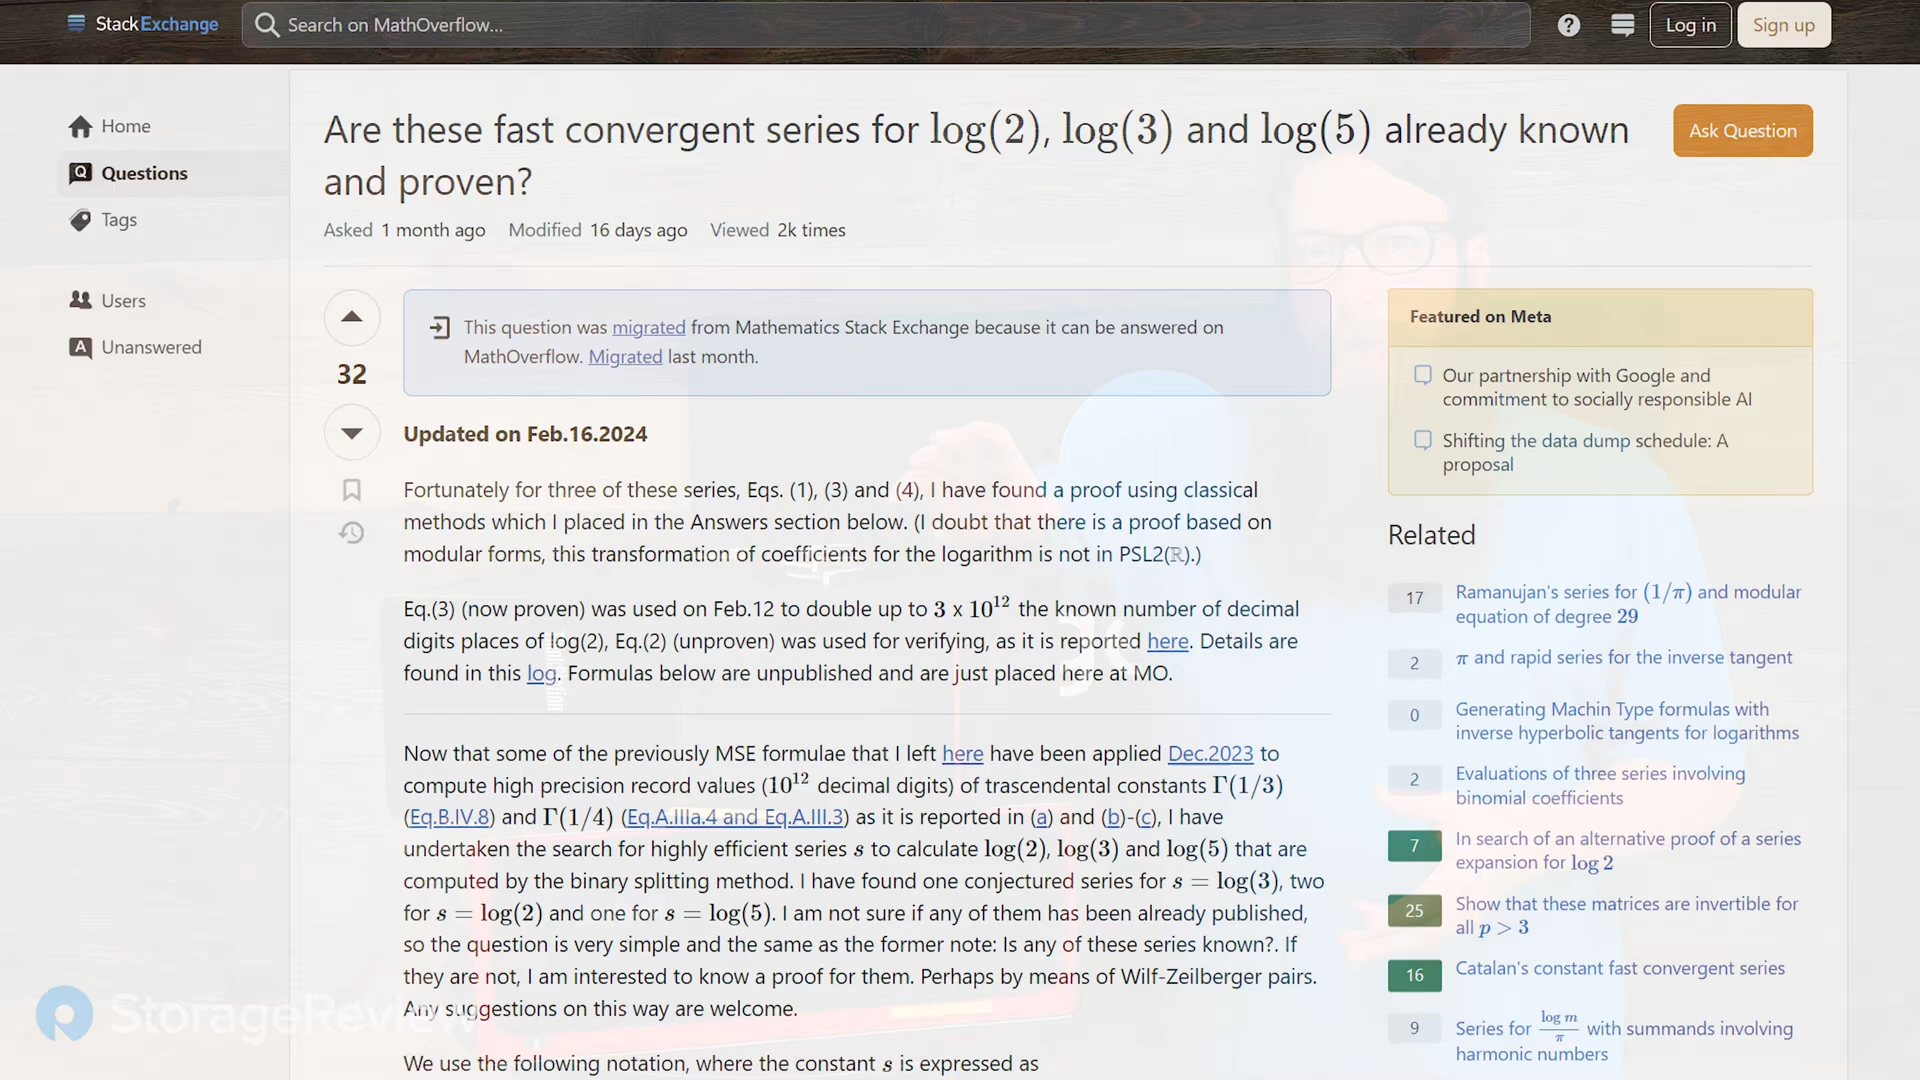 StackExchange
Search on MathOverflow...
Log in
Sign up
Home
Questions
Tags
Users
Unanswered
Are these fast convergent series for log(2), log(3) and log(5) already known
and proven?
Ask Question
Asked 1 month ago Modified 16 days ago Viewed 2k times
32
This question was migrated from Mathematics Stack Exchange because it can be answered on
MathOverflow. Migrated last month.
Updated on Feb.16.2024
Fortunately for three of these series, Eqs. (1), (3) and (4), I have found a proof using classical
methods which I placed in the Answers section below. (I doubt that there is a proof based on
modular forms, this transformation of coefficients for the logarithm is not in PSL2(ℝ).)
Eq.(3) (now proven) was used on Feb.12 to double up to 3 x 10¹² the known number of decimal
digits places of log(2), Eq.(2) (unproven) was used for verifying, as it is reported here. Details are
found in this log. Formulas below are unpublished and are just placed here at MO.
Now that some of the previously MSE formulae that I left here have been applied Dec.2023 to
compute high precision record values (10¹² decimal digits) of trascendental constants Γ(1/3)
(Eq.B.IV.8) and Γ(1/4) (Eq.A.IIIa.4 and Eq.A.III.3) as it is reported in (a) and (b)-(c), I have
undertaken the search for highly efficient series s to calculate log(2), log(3) and log(5) that are
computed by the binary splitting method. I have found one conjectured series for s = log(3), two
for s = log(2) and one for s = log(5). I am not sure if any of them has been already published,
so the question is very simple and the same as the former note: Is any of these series known?. If
they are not, I am interested to know a proof for them. Perhaps by means of Wilf-Zeilberger pairs.
Any suggestions on this way are welcome.
We use the following notation, where the constant s is expressed as
Featured on Meta
Our partnership with Google and
commitment to socially responsible AI
Shifting the data dump schedule: A
proposal
Related
17 Ramanujan's series for (1/π) and modular
equation of degree 29
2 π and rapid series for the inverse tangent
0 Generating Machin Type formulas with
inverse hyperbolic tangents for logarithms
2 Evaluations of three series involving
binomial coefficients
7 In search of an alternative proof of a series
expansion for log 2
25 Show that these matrices are invertible for
all p > 3
16 Catalan's constant fast convergent series
9 Series for log m/π with summands involving
harmonic numbers
StorageReview